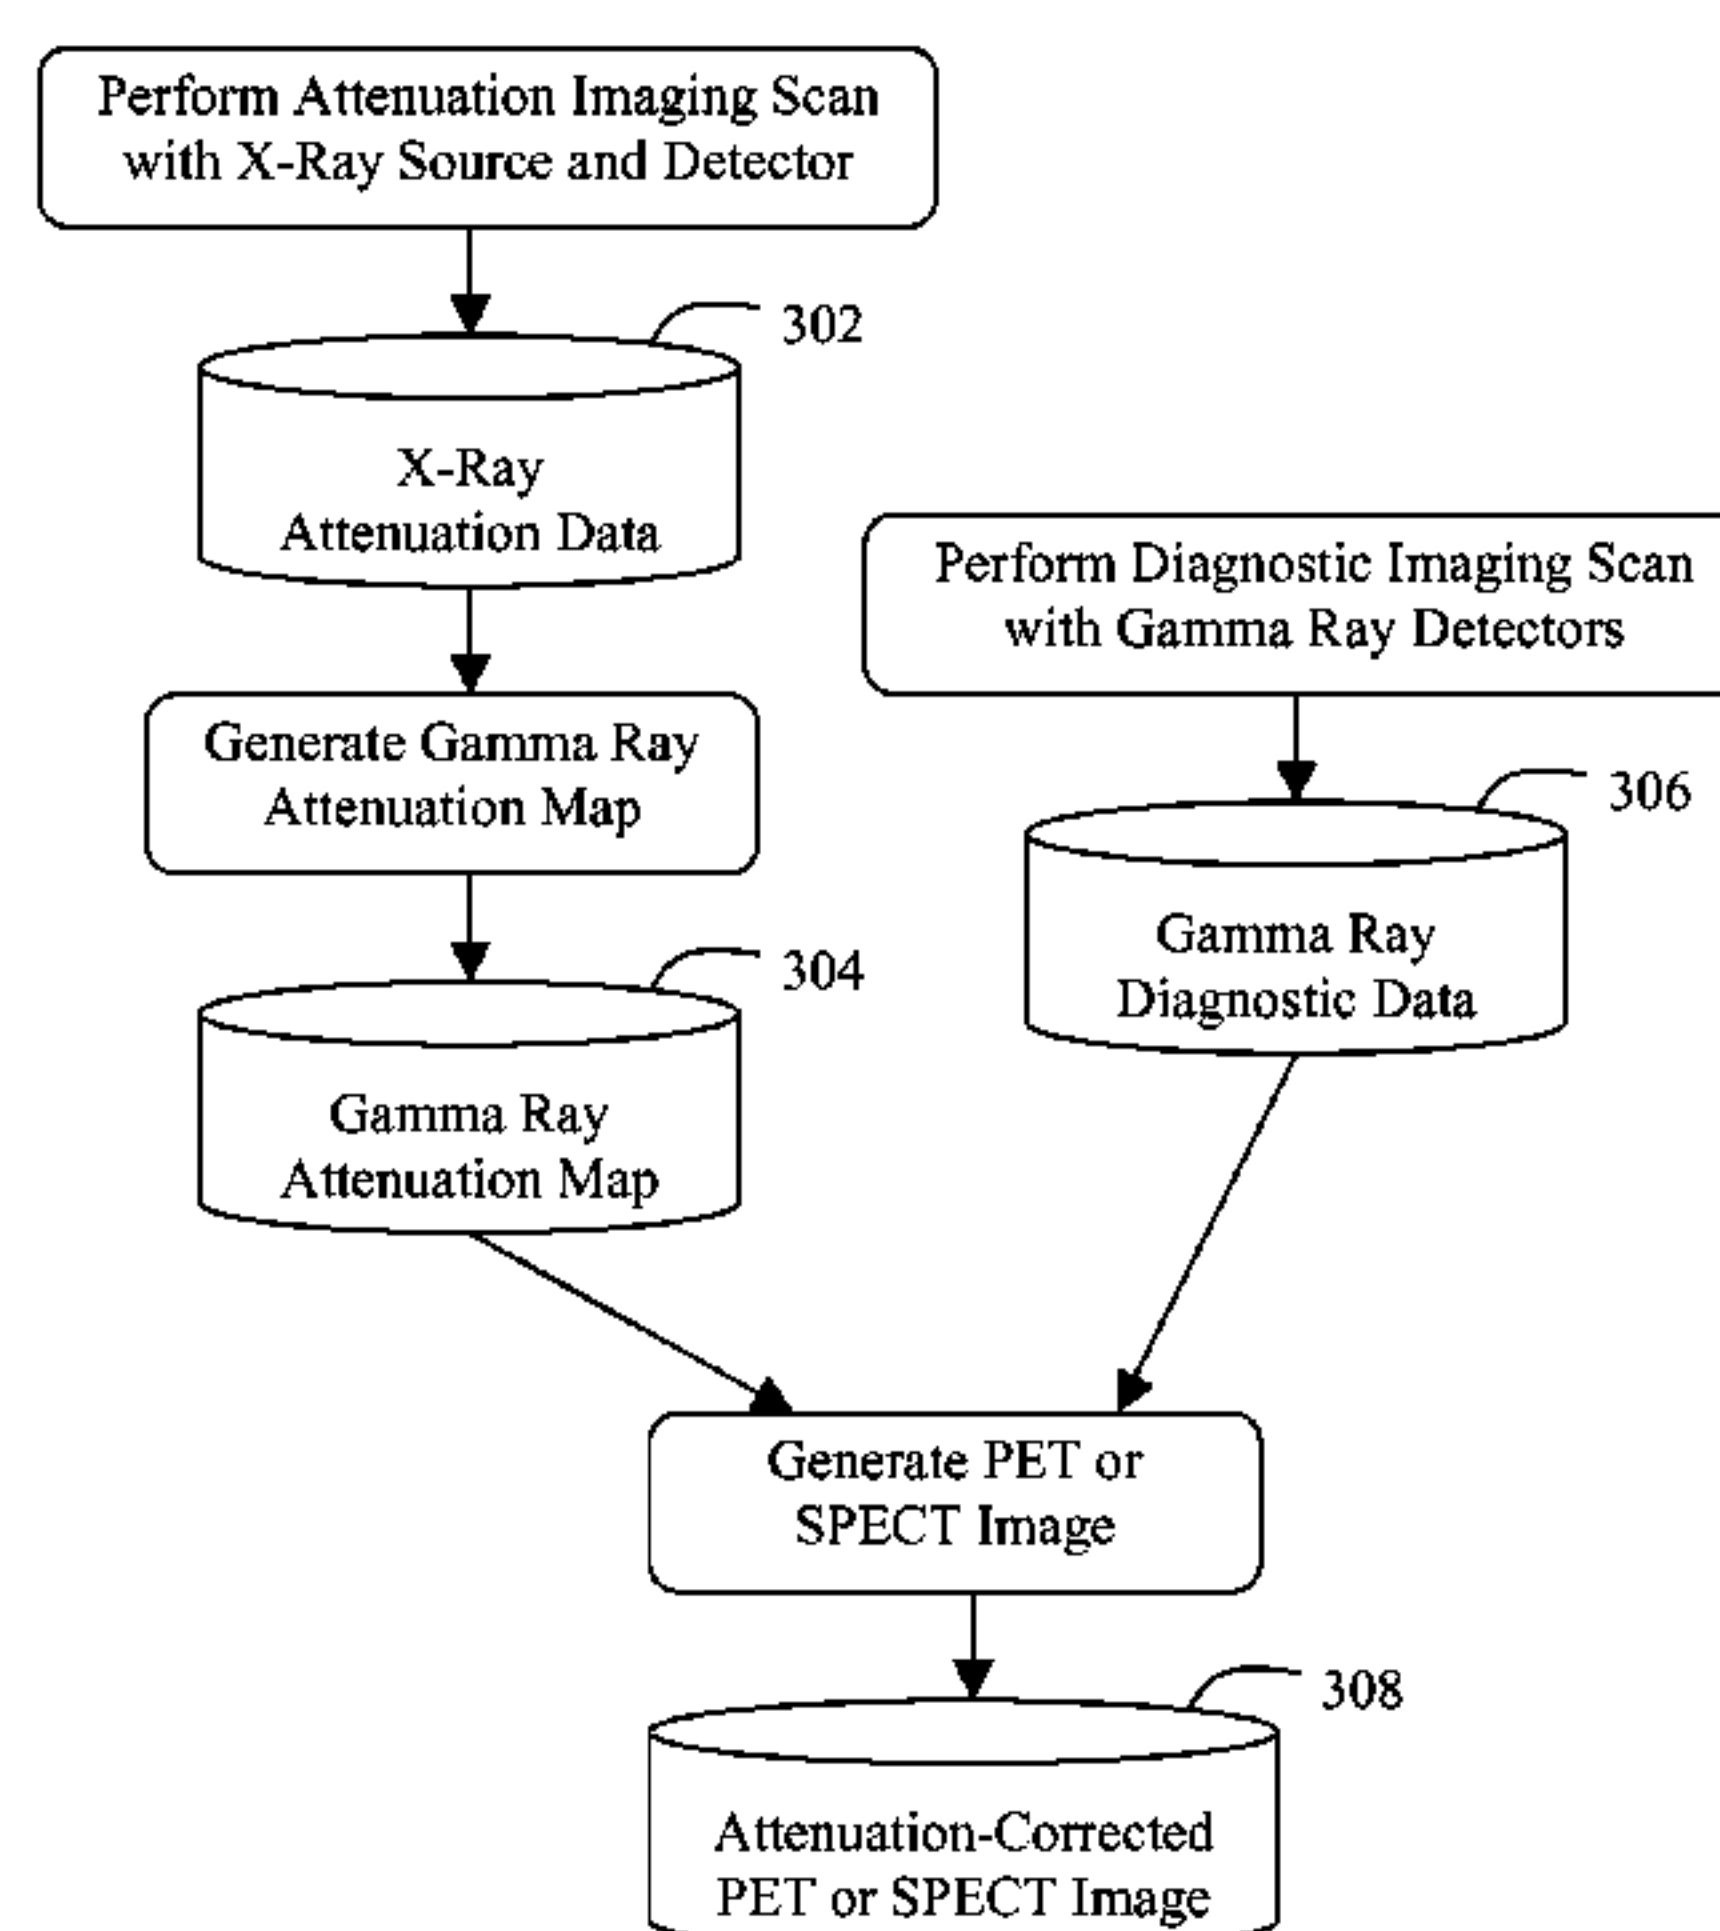 Perform Attenuation Imaging Scan
with X-Ray Source and Detector
302
X-Ray
Attenuation Data
Perform Diagnostic Imaging Scan
with Gamma Ray Detectors
Generate Gamma Ray
Attenuation Map
306
Gamma Ray
Diagnostic Data
304
Gamma Ray
Attenuation Map
Generate PET or
SPECT Image
308
Attenuation-Corrected
PET or SPECT Image